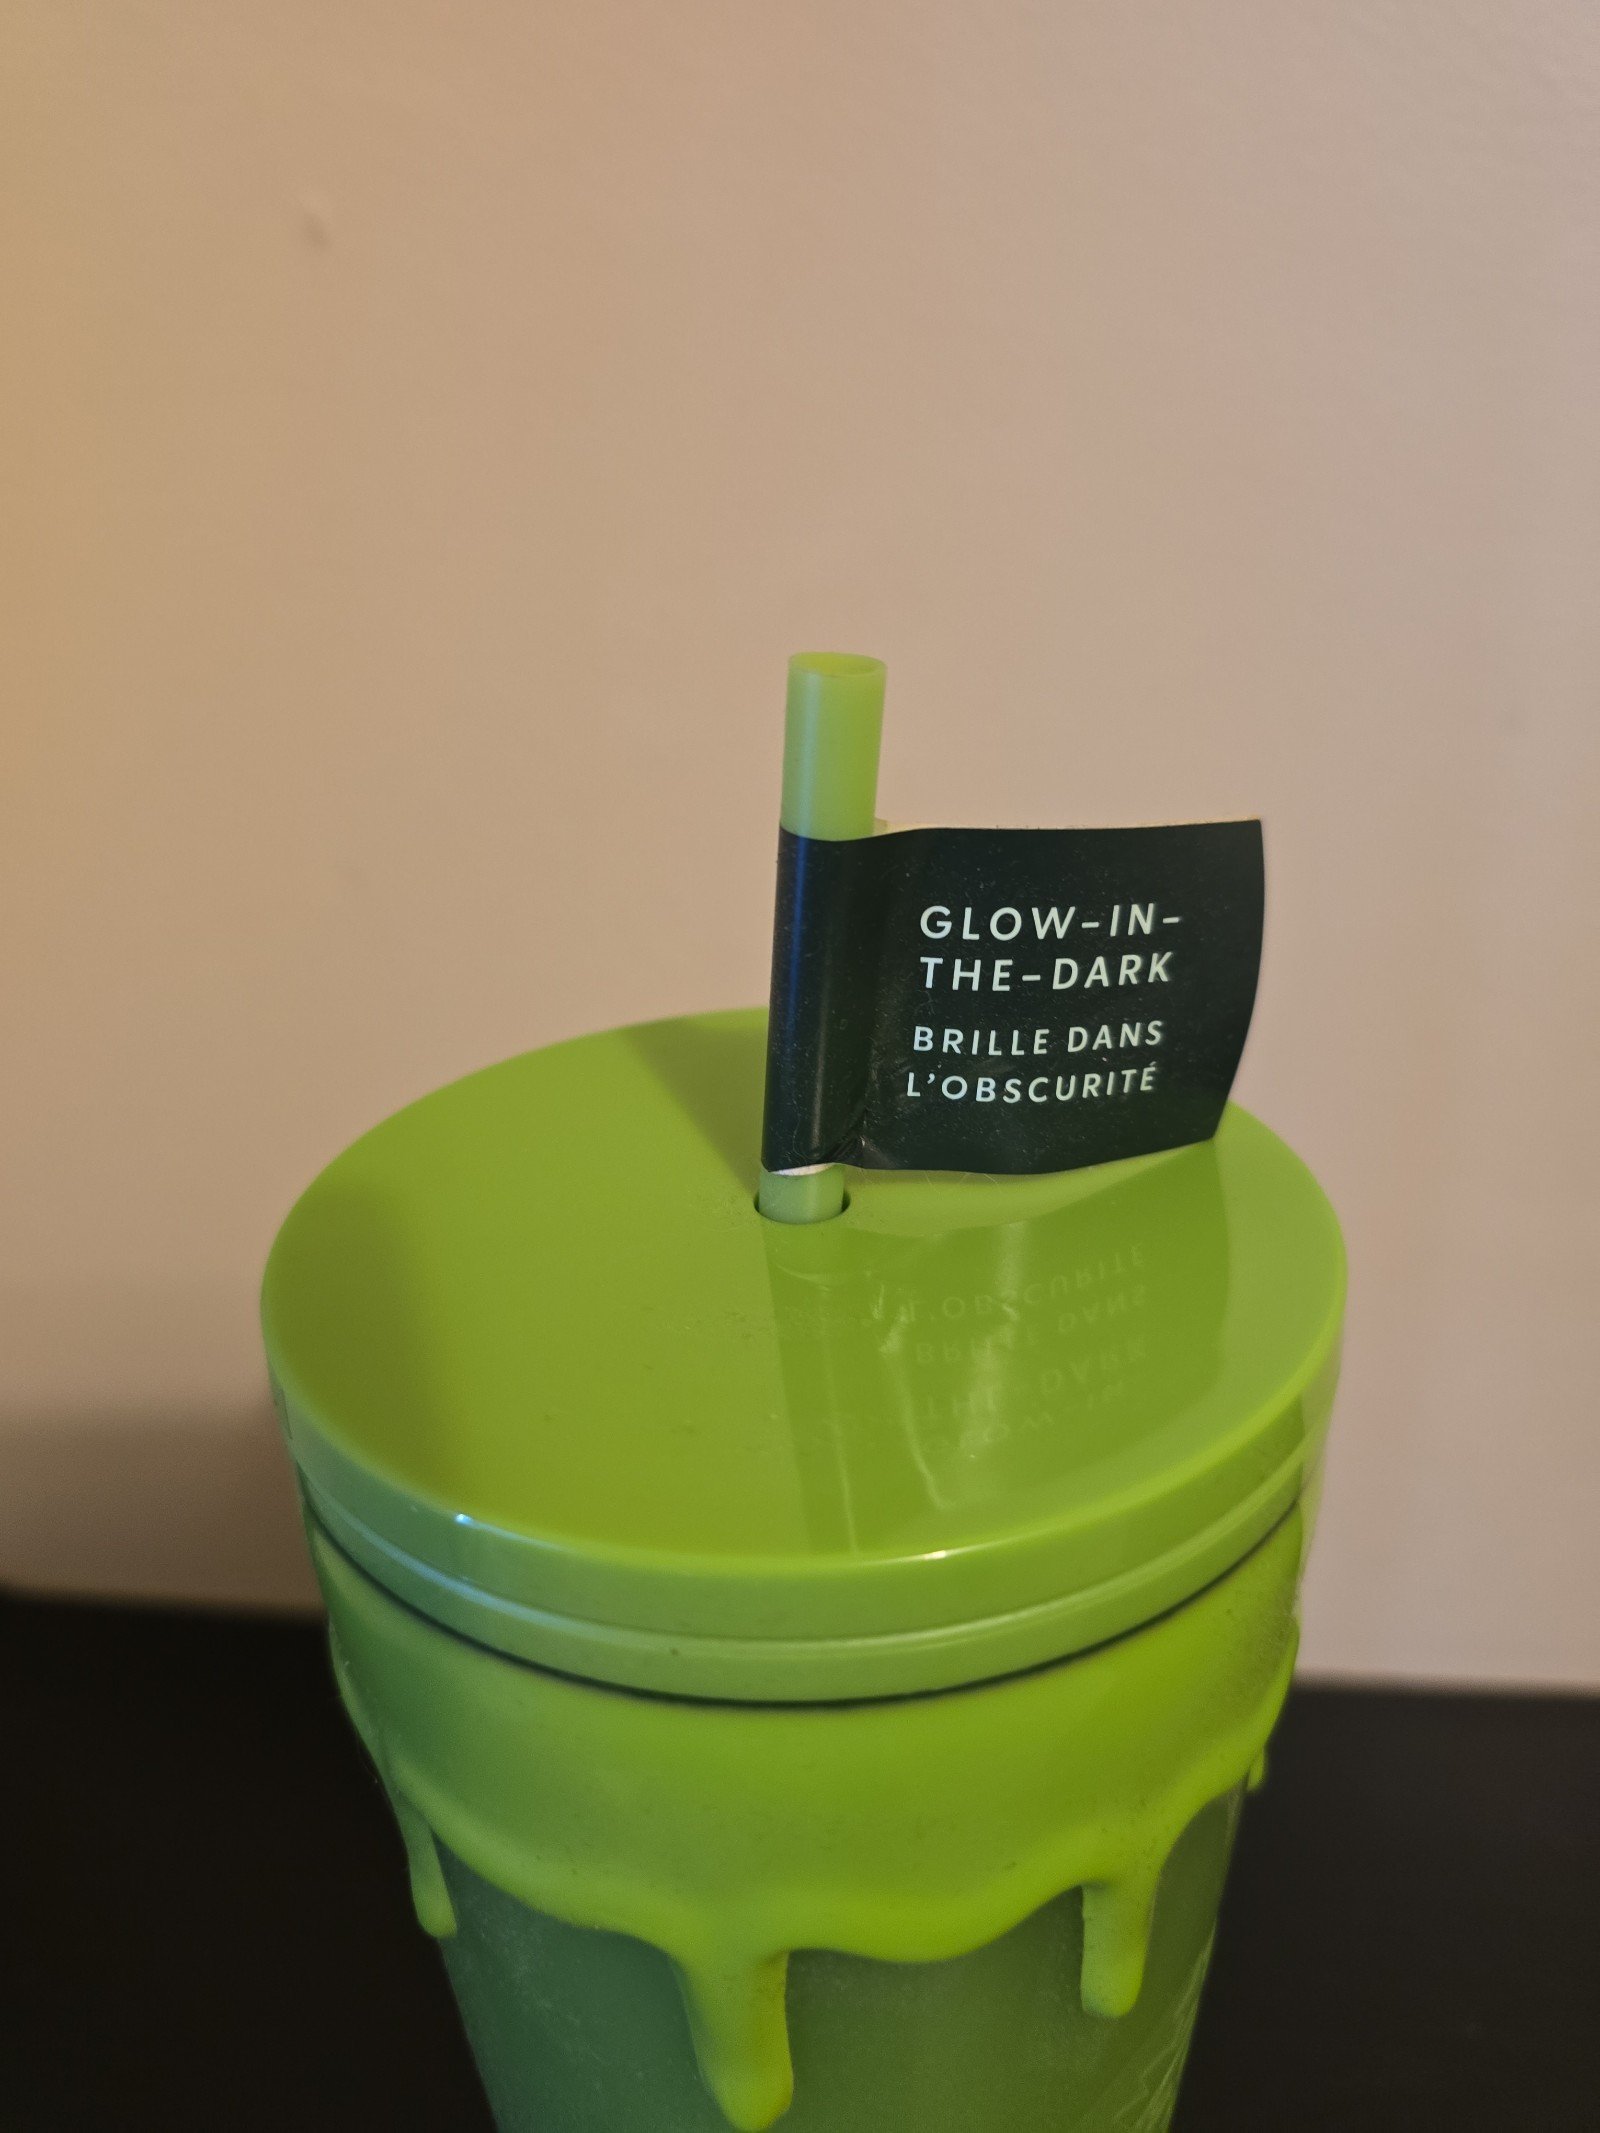 GLOW-IN-
THE-DARK
BRILLE DANS
L'OBSCURITÉ